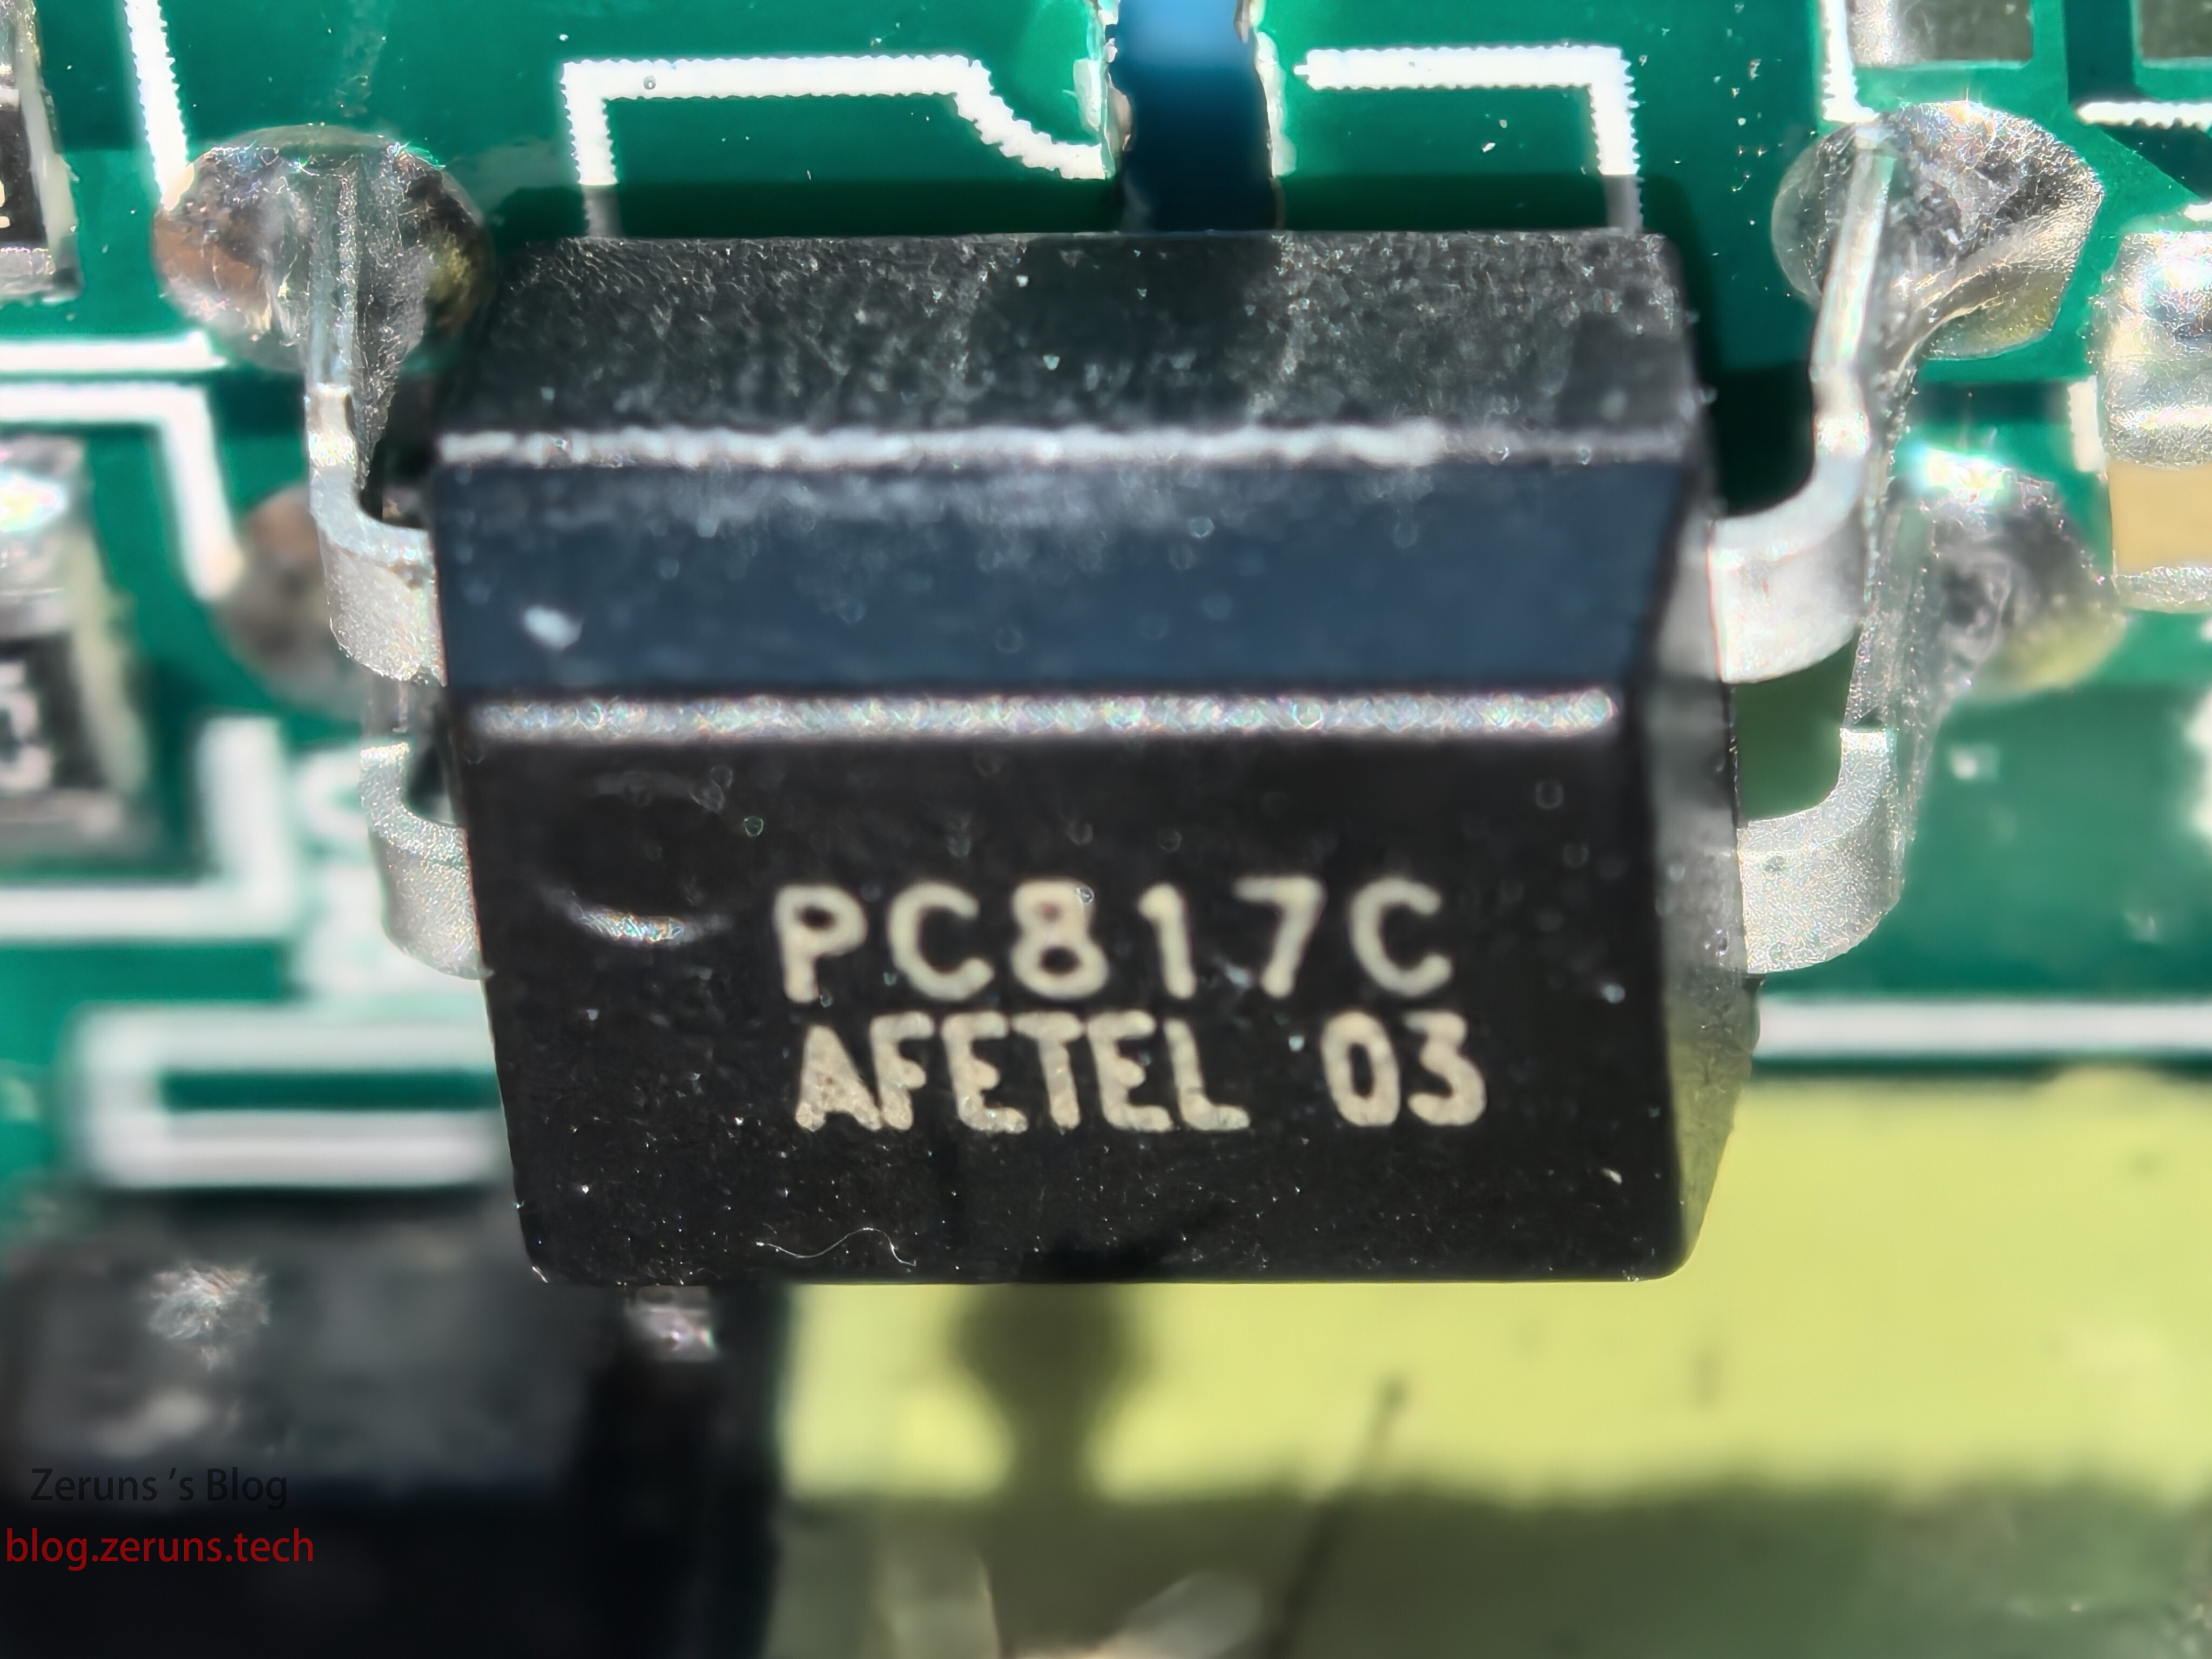 PC817C
AFETEL 03
Zeruns 's Blog
blog.zeruns.tech